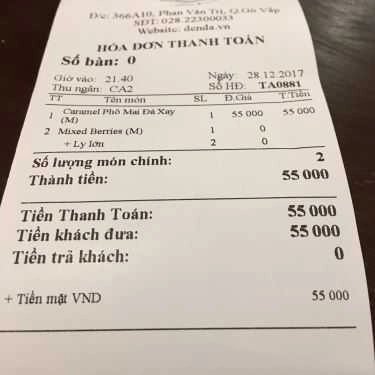 Đ/c: 366A10, Phan Văn Trị, Q.Gò Vấp
SĐT: 028.22300033
Website: denda.vn
HÓA ĐƠN THANH TOÁN
Số bàn: 0
Giờ vào: 21.40 Ngày 28.12.2017
Thu ngân: CA2 Số HĐ: TA0881
TT Tên món SL Đ.Giá T.Tiền
1 Caramel Phô Mai Đá Xay 1 55 000 55 000
(M)
2 Mixed Berries (M) 1 0
+ Ly lớn 2 0
Số lượng món chính: 2
Thành tiền: 55 000
Tiền Thanh Toán: 55 000
Tiền khách đưa: 55 000
Tiền trả khách: 0
+ Tiền mặt VND 55 000